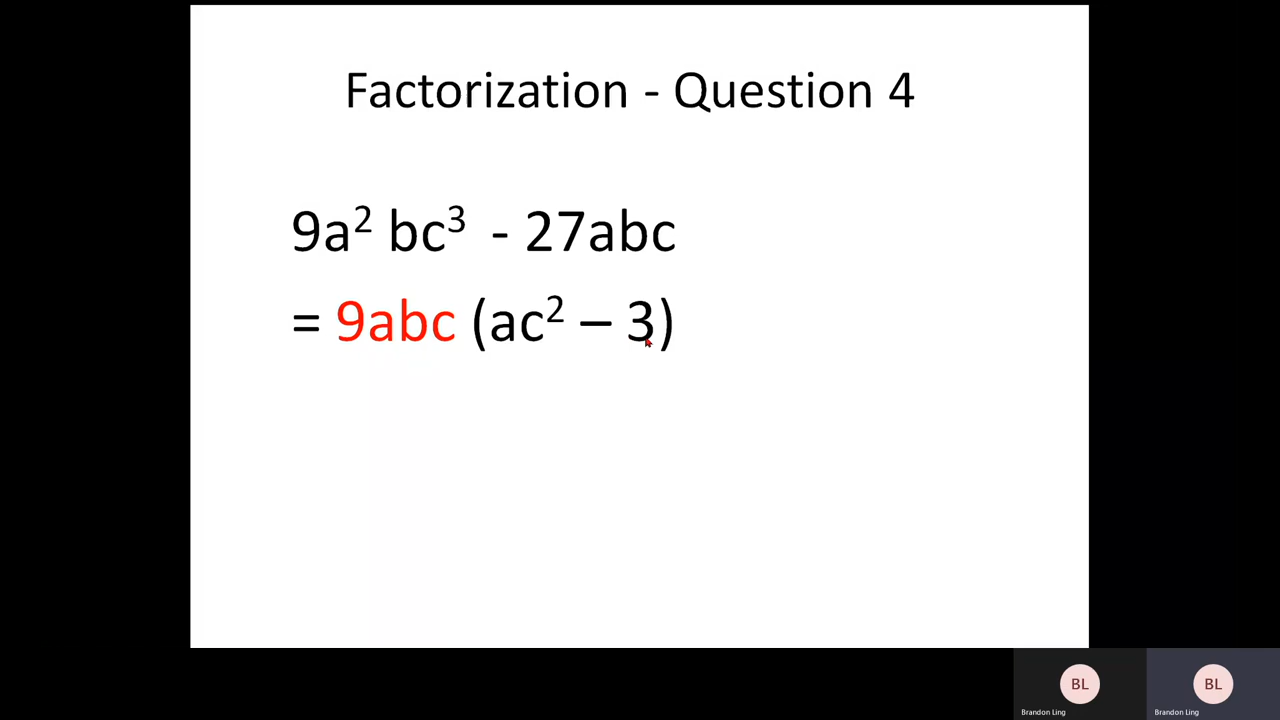 Factorization - Question 4
9a² bc³ - 27abc
= 9abc (ac² – 3)
BL
BL
Brandon Ling
Brandon Ling